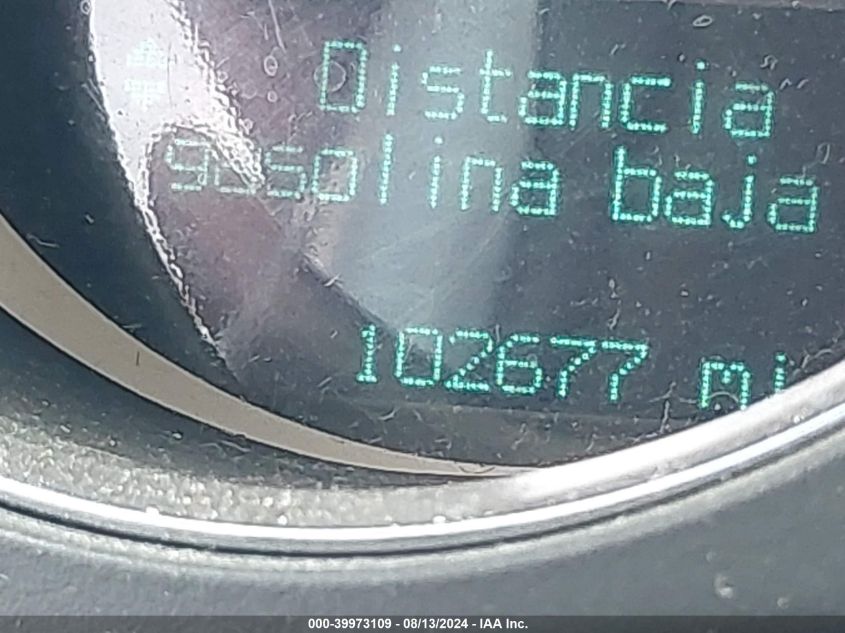 Distancia
gasolina baja
102677 mi
000-39973109 - 08/13/2024 - IAA Inc.